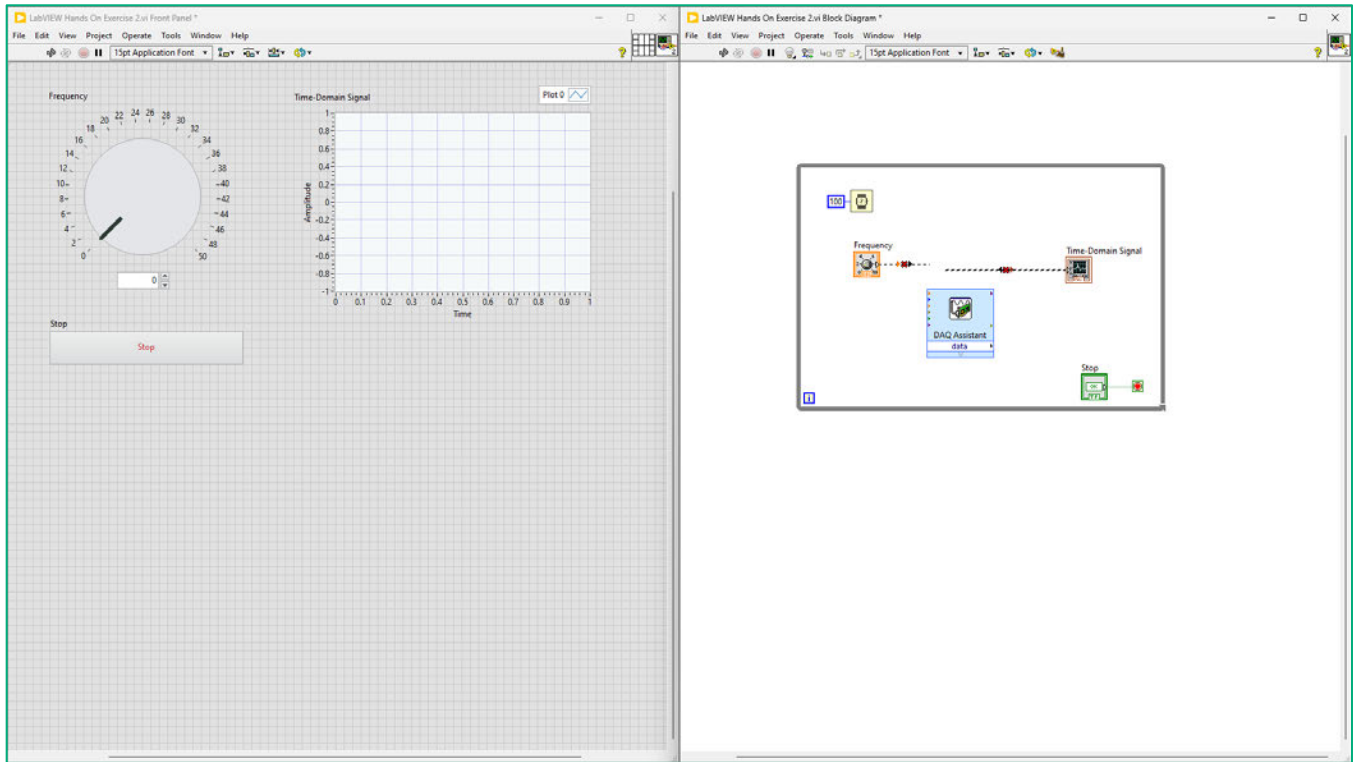 LabVIEW Hands On Exercise 2.vi Front Panel *
File Edit View Project Operate Tools Window Help
15pt Application Font
Frequency
0 2 4 6 8 10 12 14 16 18 20 22 24 26 28 30 32 34 36 38 40 42 44 46 48 50
0
Stop
Stop
Time-Domain Signal
Plot 0
Amplitude
1
0.8
0.6
0.4
0.2
0
-0.2
-0.4
-0.6
-0.8
-1
0 0.1 0.2 0.3 0.4 0.5 0.6 0.7 0.8 0.9 1
Time
LabVIEW Hands On Exercise 2.vi Block Diagram *
File Edit View Project Operate Tools Window Help
15pt Application Font
100
Frequency
Time-Domain Signal
DAQ Assistant
data
Stop
OK
TF
i